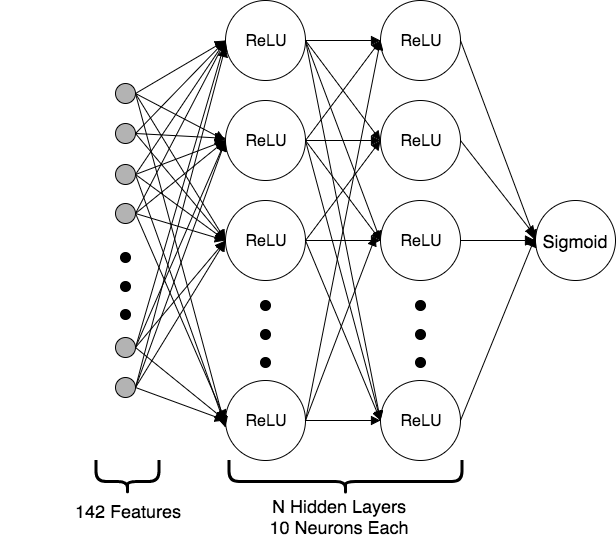 ReLU
ReLU
ReLU
ReLU
ReLU
ReLU
Sigmoid
ReLU
ReLU
142 Features
N Hidden Layers
10 Neurons Each